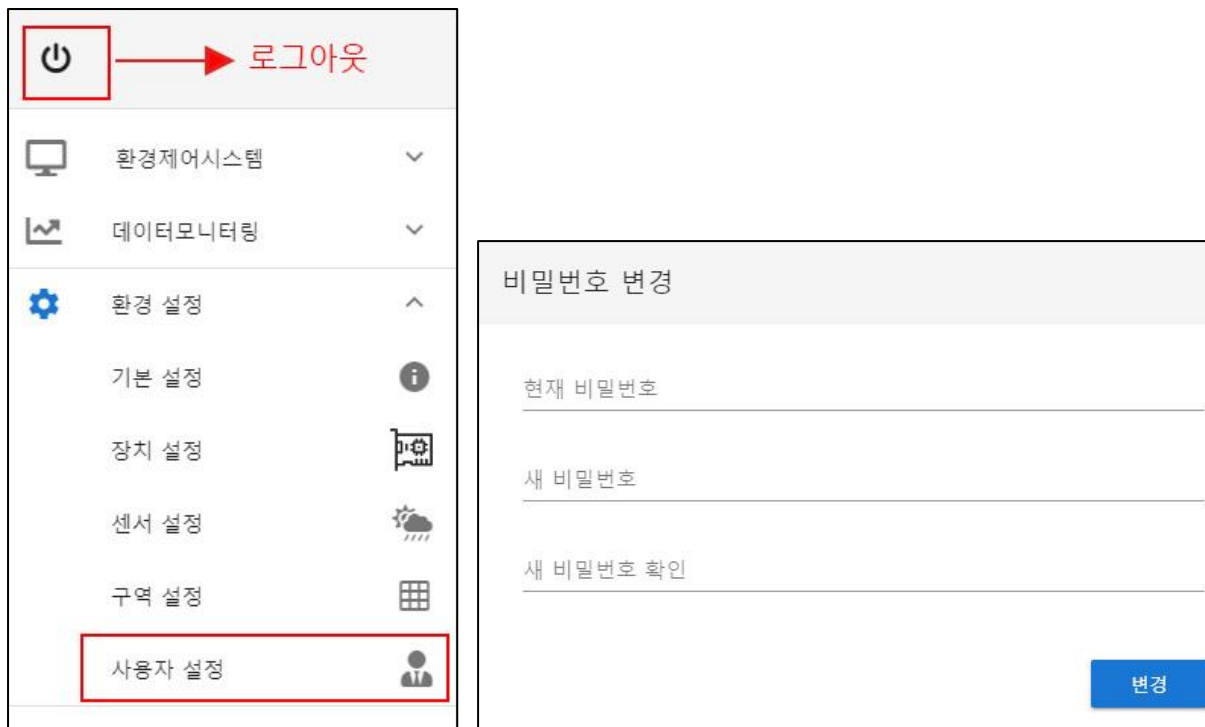 로그아웃
환경제어시스템
데이터모니터링
환경 설정
기본 설정
장치 설정
센서 설정
구역 설정
사용자 설정
비밀번호 변경
현재 비밀번호
새 비밀번호
새 비밀번호 확인
변경